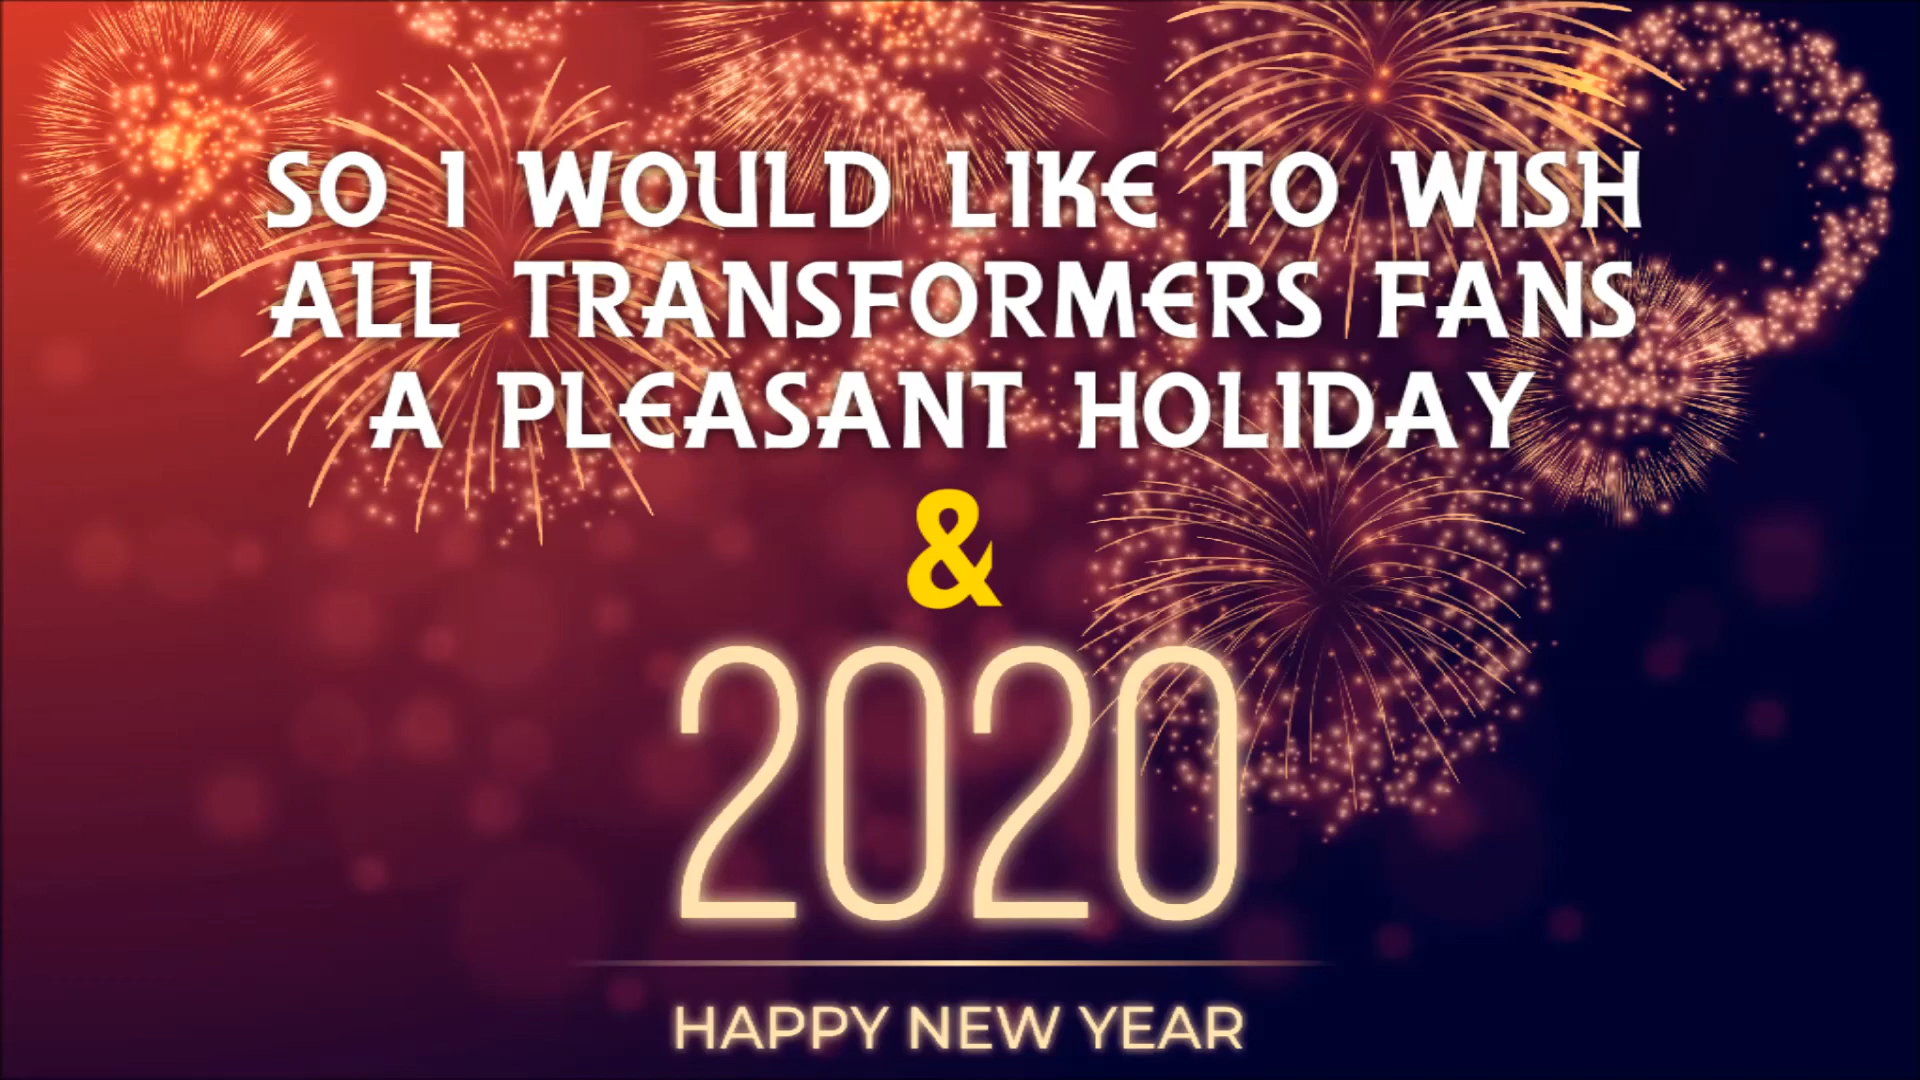 SO I WOULD LIKE TO WISH
ALL TRANSFORMERS FANS
A PLEASANT HOLIDAY
&
2020
HAPPY NEW YEAR